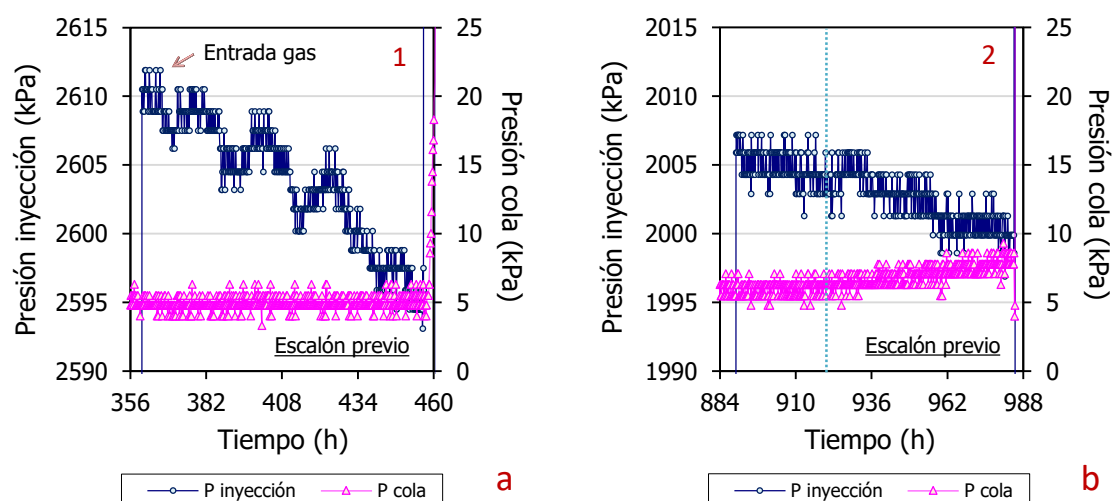 2615
2610
2605
2600
2595
2590
Presión inyección (kPa)
Entrada gas
1
25
20
15
10
5
0
Presión cola (kPa)
Escalón previo
356 382 408 434 460
Tiempo (h)
P inyección P cola
a
2015
2010
2005
2000
1995
1990
Presión inyección (kPa)
2
25
20
15
10
5
0
Presión cola (kPa)
Escalón previo
884 910 936 962 988
Tiempo (h)
P inyección P cola
b